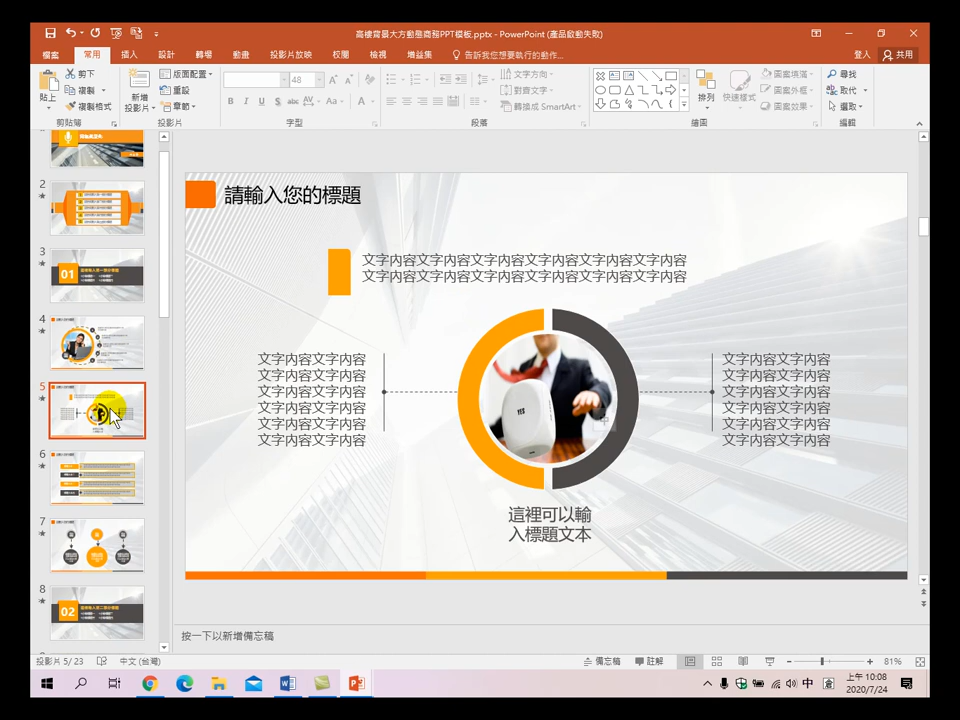 高樓背景大方動態商務PPT模板.pptx - PowerPoint (產品啟動失敗)
檔案 常用 插入 設計 轉場 動畫 投影片放映 校閱 檢視 增益集 告訴我您想要執行的動作... 登入 共用
貼上 剪下 複製 複製格式 剪貼簿
新增投影片 版面配置 重設 章節 投影片
48
B I U S abc AV Aa A 字型
文字方向 對齊文字 轉換成 SmartArt 段落
排列 快速樣式 圖案填滿 圖案外框 圖案效果 繪圖
尋找 取代 選取 編輯
2
3
01
4
5
6
7
8
02
請輸入您的標題
文字內容文字內容文字內容文字內容文字內容文字內容
文字內容文字內容文字內容文字內容文字內容文字內容
文字內容文字內容
文字內容文字內容
文字內容文字內容
文字內容文字內容
文字內容文字內容
文字內容文字內容
文字內容文字內容
文字內容文字內容
文字內容文字內容
文字內容文字內容
文字內容文字內容
文字內容文字內容
這裡可以輸
入標題文本
按一下以新增備忘稿
投影片 5/23 中文 (台灣) 備忘稿 註解 81%
中 上午 10:08
2020/7/24